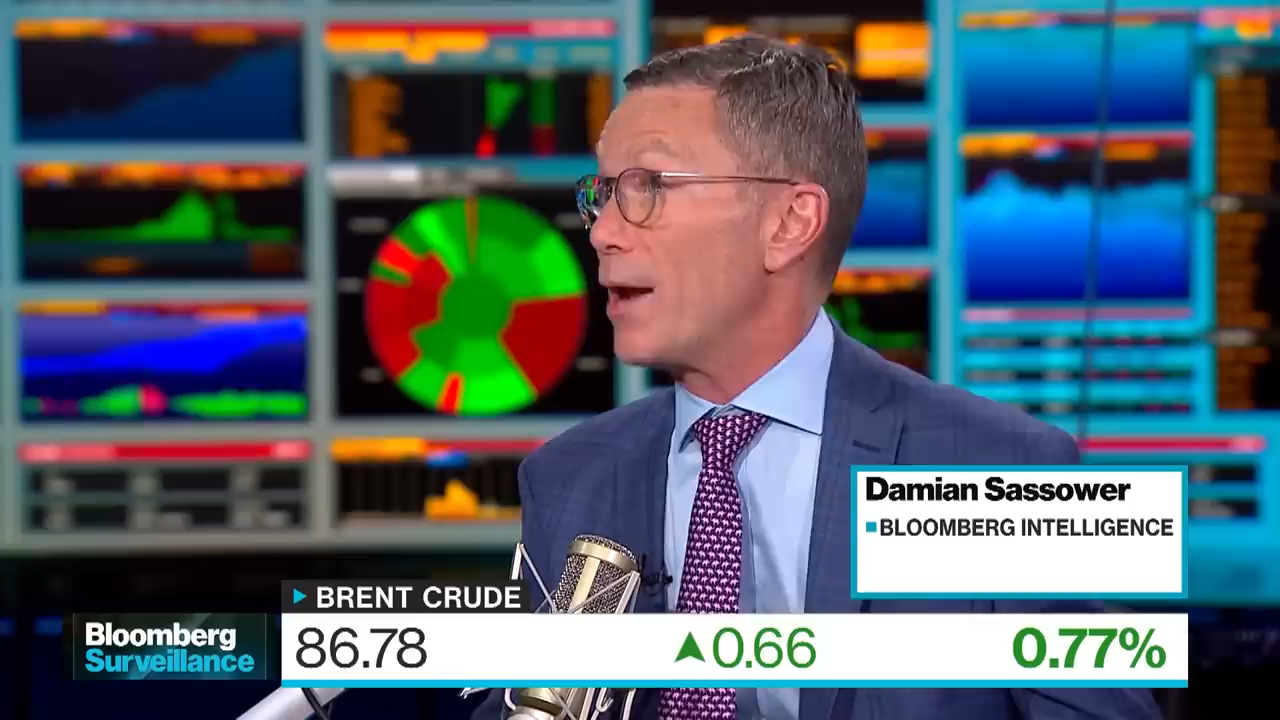 Damian Sassower
BLOOMBERG INTELLIGENCE
BRENT CRUDE
Bloomberg
Surveillance
86.78 ▲0.66 0.77%